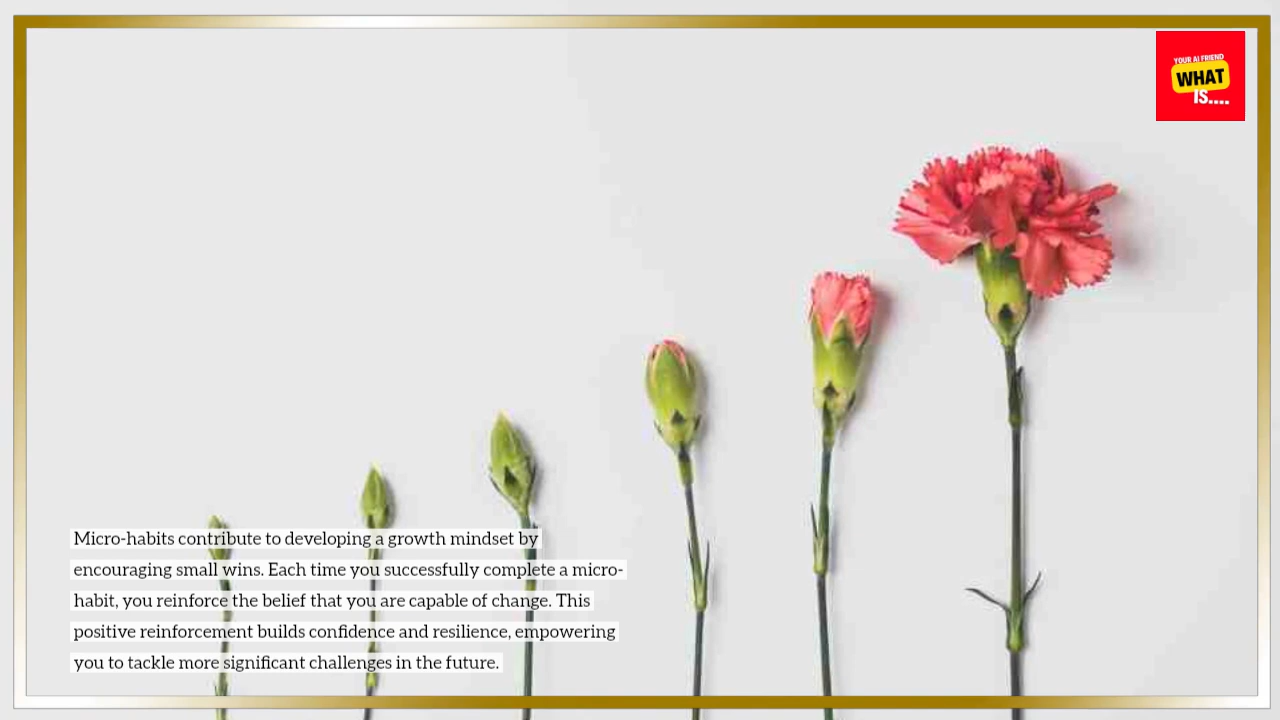 YOUR AI FRIEND
WHAT
IS....
Micro-habits contribute to developing a growth mindset by
encouraging small wins. Each time you successfully complete a micro-
habit, you reinforce the belief that you are capable of change. This
positive reinforcement builds confidence and resilience, empowering
you to tackle more significant challenges in the future.